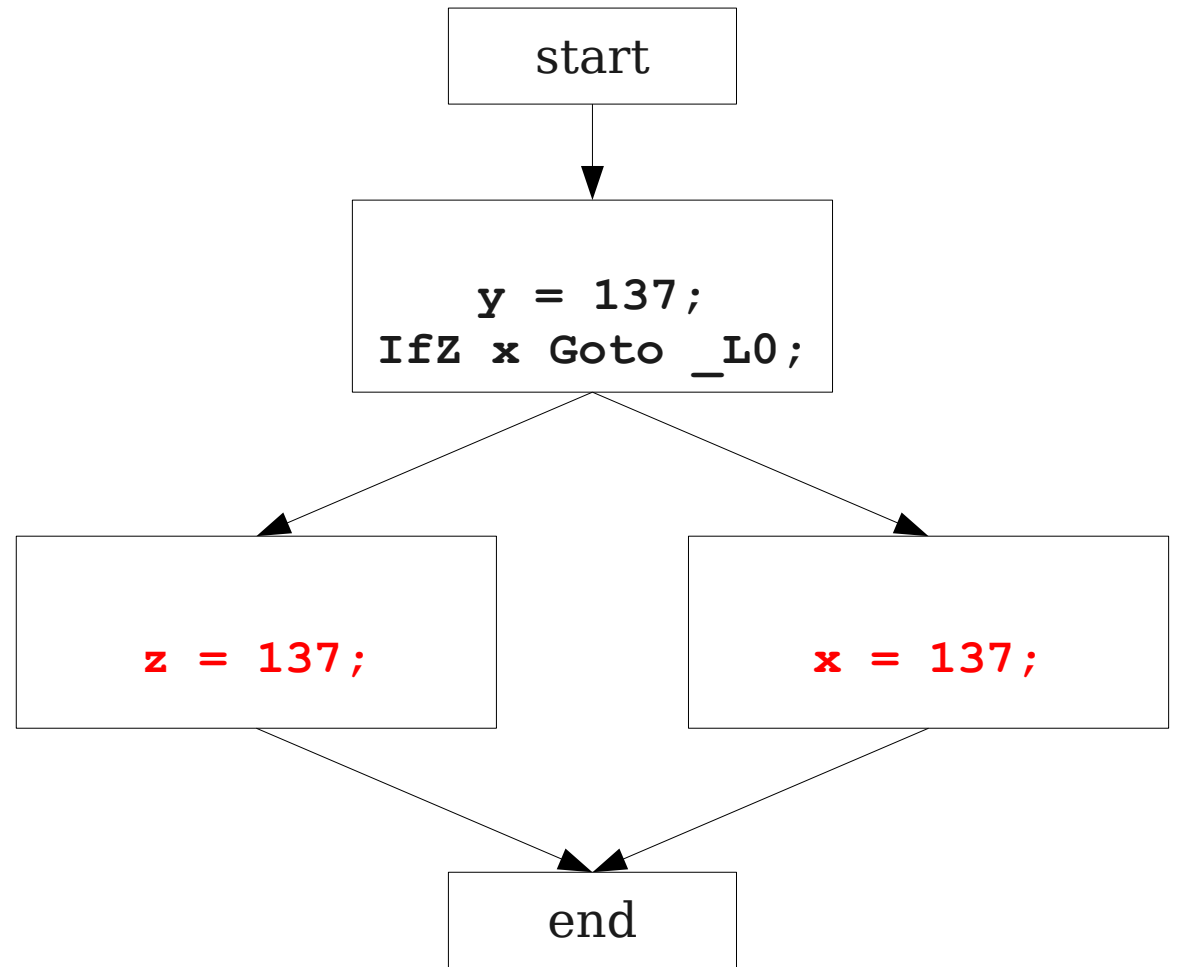 start
y = 137;
IfZ x Goto _L0;
z = 137;
x = 137;
end